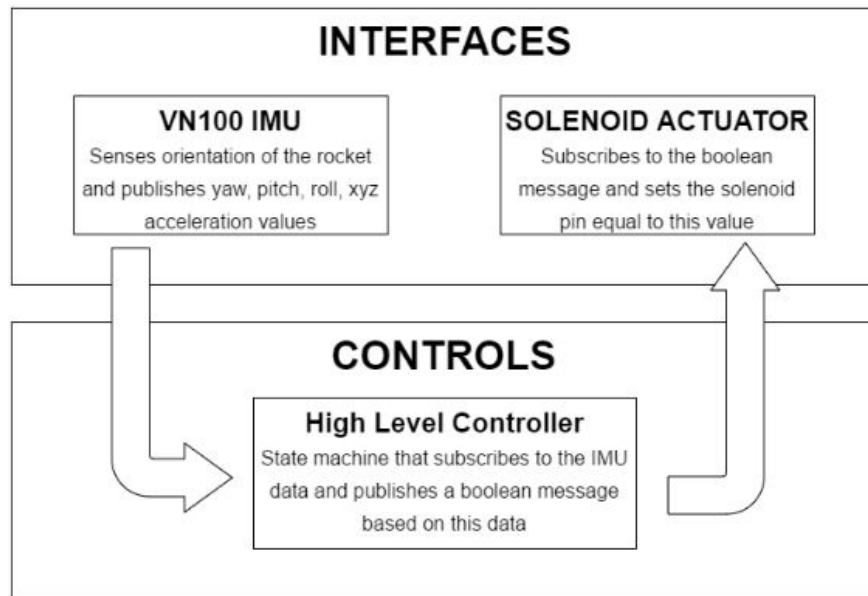 INTERFACES
VN100 IMU
Senses orientation of the rocket
and publishes yaw, pitch, roll, xyz
acceleration values
SOLENOID ACTUATOR
Subscribes to the boolean
message and sets the solenoid
pin equal to this value
CONTROLS
High Level Controller
State machine that subscribes to the IMU
data and publishes a boolean message
based on this data